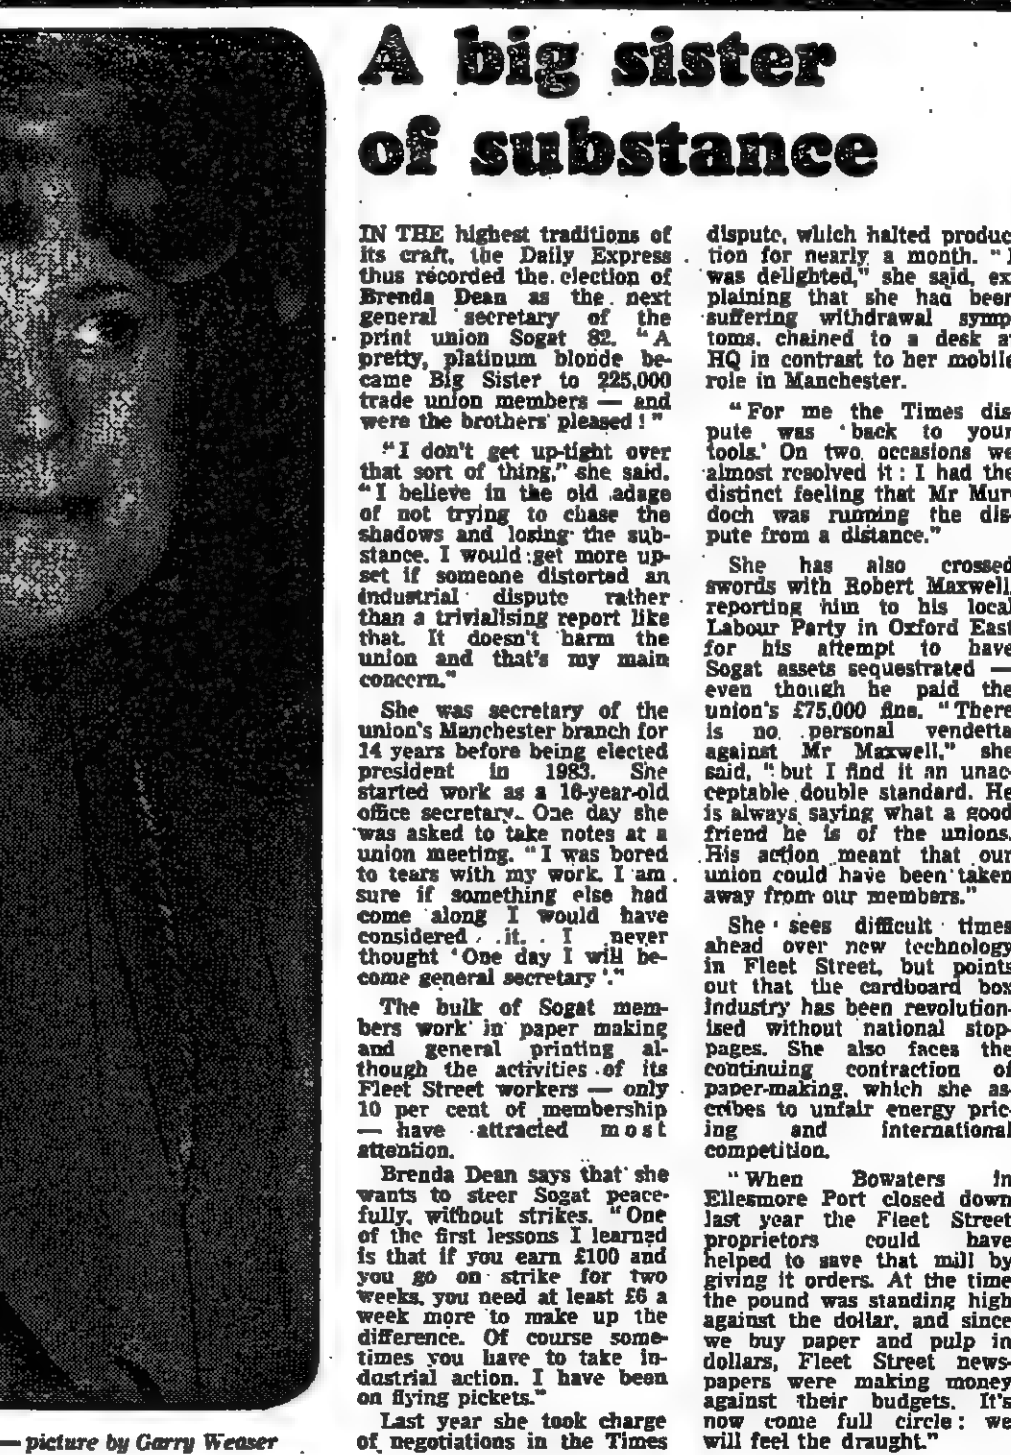 A big sister
of substance
IN THE highest traditions of
its craft, the Daily Express
thus recorded the election of
Brenda Dean as the next
general secretary of the
print union Sogat 82. "A
pretty, platinum blonde be-
came Big Sister to 225,000
trade union members — and
were the brothers pleased!"
"I don't get up-tight over
that sort of thing," she said.
"I believe in the old adage
of not trying to chase the
shadows and losing the sub-
stance. I would get more up-
set if someone distorted an
industrial dispute rather
than a trivialising report like
that. It doesn't harm the
union and that's my main
concern."
She was secretary of the
union's Manchester branch for
14 years before being elected
president in 1983. She
started work as a 16-year-old
office secretary. One day she
was asked to take notes at a
union meeting. "I was bored
to tears with my work. I am
sure if something else had
come along I would have
considered it. I never
thought 'One day I will be-
come general secretary'."
The bulk of Sogat mem-
bers work in paper making
and general printing al-
though the activities of its
Fleet Street workers — only
10 per cent of membership
— have attracted most
attention.
Brenda Dean says that she
wants to steer Sogat peace-
fully, without strikes. "One
of the first lessons I learned
is that if you earn £100 and
you go on strike for two
weeks, you need at least £6 a
week more to make up the
difference. Of course some-
times you have to take in-
dustrial action. I have been
on flying pickets."
Last year she took charge
of negotiations in the Times
dispute, which halted produc
tion for nearly a month. "I
was delighted," she said, ex
plaining that she had been
suffering withdrawal symp
toms, chained to a desk at
HQ in contrast to her mobile
role in Manchester.
"For me the Times dis
pute was 'back to your
tools.' On two occasions we
almost resolved it: I had the
distinct feeling that Mr Mur
doch was running the dis
pute from a distance."
She has also crossed
swords with Robert Maxwell,
reporting him to his local
Labour Party in Oxford East
for his attempt to have
Sogat assets sequestrated —
even though he paid the
union's £75,000 fine. "There
is no personal vendetta
against Mr Maxwell," she
said, "but I find it an unac-
ceptable double standard. He
is always saying what a good
friend he is of the unions.
His action meant that our
union could have been taken
away from our members."
She sees difficult times
ahead over new technology
in Fleet Street, but points
out that the cardboard box
industry has been revolution-
ised without national stop-
pages. She also faces the
continuing contraction of
paper-making, which she as-
cribes to unfair energy pric-
ing and international
competition.
"When Bowaters in
Ellesmore Port closed down
last year the Fleet Street
proprietors could have
helped to save that mill by
giving it orders. At the time
the pound was standing high
against the dollar, and since
we buy paper and pulp in
dollars, Fleet Street news-
papers were making money
against their budgets. It's
now come full circle: we
will feel the draught."
— picture by Garry Weaser